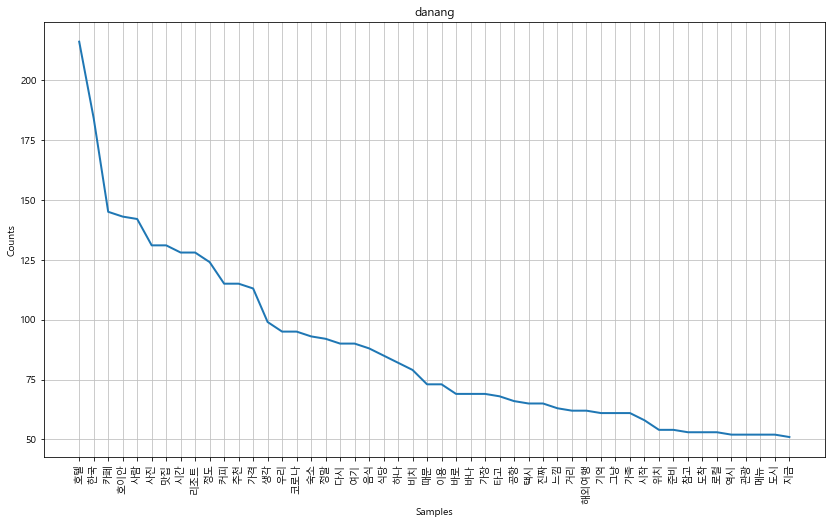 danang
Counts
200
175
150
125
100
75
50
호텔
한국
카페
호이안
사람
사진
맛집
시간
리조트
정도
커피
추천
가격
생각
우리
코로나
숙소
정말
다시
여기
음식
식당
하나
비치
때문
이용
바로
바나
가장
타고
공항
택시
진짜
느낌
거리
해외여행
기억
그냥
가족
시작
위치
준비
참고
도착
로컬
역시
관광
메뉴
도시
지금
Samples